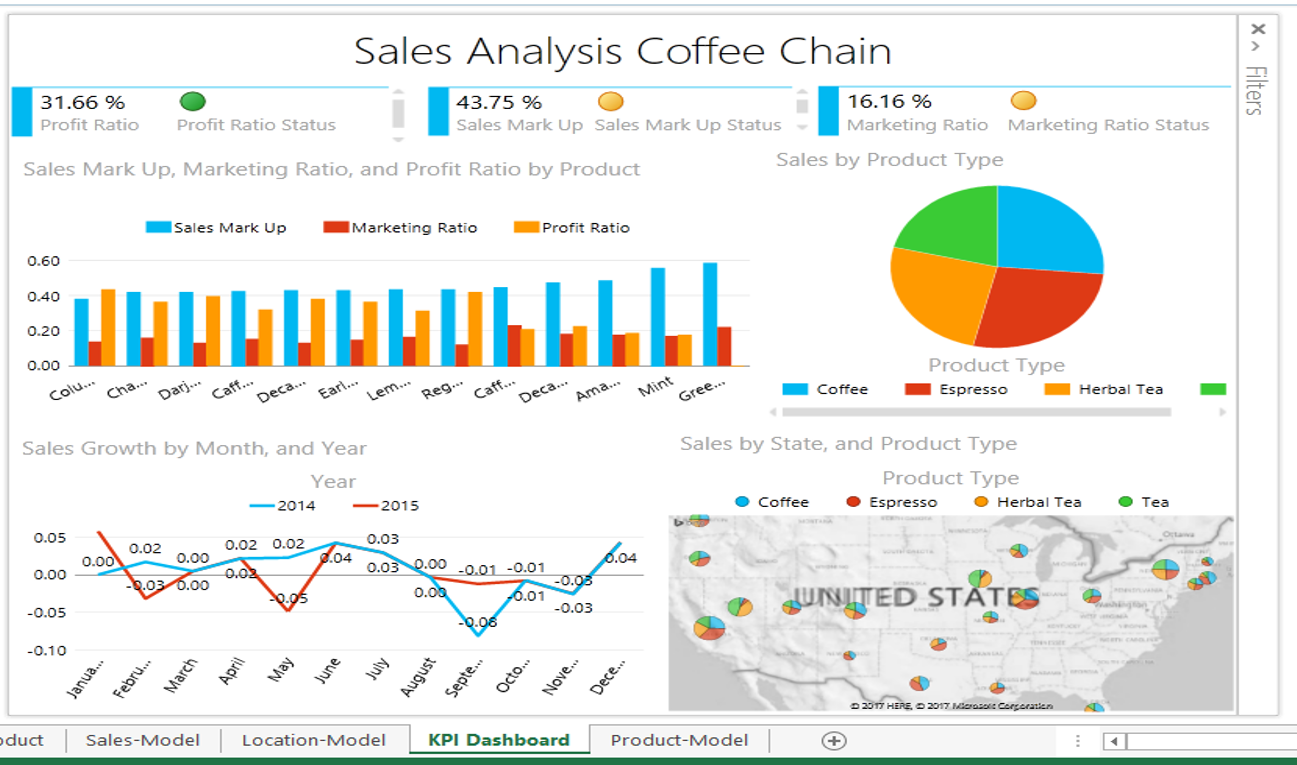 Sales Analysis Coffee Chain
Filters
31.66 %
Profit Ratio Profit Ratio Status
43.75 %
Sales Mark Up Sales Mark Up Status
16.16 %
Marketing Ratio Marketing Ratio Status
Sales Mark Up, Marketing Ratio, and Profit Ratio by Product
Sales Mark Up Marketing Ratio Profit Ratio
0.60
0.40
0.20
0.00
Colu... Cha... Darj... Caff... Deca... Earl... Lem... Reg... Caff... Deca... Ama... Mint Gree...
Sales by Product Type
Product Type
Coffee Espresso Herbal Tea
Sales Growth by Month, and Year
Year
2014 2015
0.05
0.00
-0.05
-0.10
0.00 0.02 0.00 0.02 0.02 0.03 0.00 -0.01 -0.01 -0.03 0.04
-0.03 0.00 0.02 -0.05 0.04 0.03 0.00 -0.08 -0.01 -0.03
Janua... Febru... March April May June July August Septe... Octo... Nove... Dece...
Sales by State, and Product Type
Product Type
Coffee Espresso Herbal Tea Tea
Ottawa
UNITED STATES
Washington
© 2017 HERE, © 2017 Microsoft Corporation
oduct Sales-Model Location-Model KPI Dashboard Product-Model